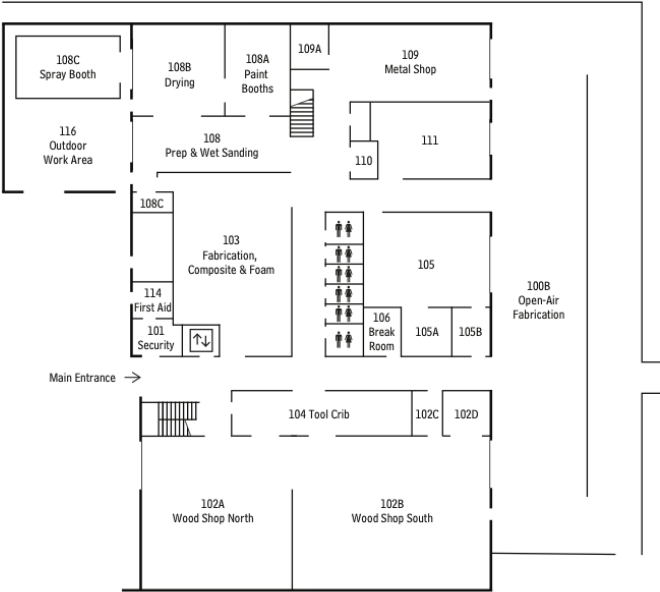 108C
Spray Booth
108B
Drying
108A
Paint
Booths
109A
109
Metal Shop
116
Outdoor
Work Area
108
Prep & Wet Sanding
110
111
108C
103
Fabrication,
Composite & Foam
105
114
First Aid
101
Security
106
Break
Room
105A
105B
100B
Open-Air
Fabrication
Main Entrance
104 Tool Crib
102C
102D
102A
Wood Shop North
102B
Wood Shop South